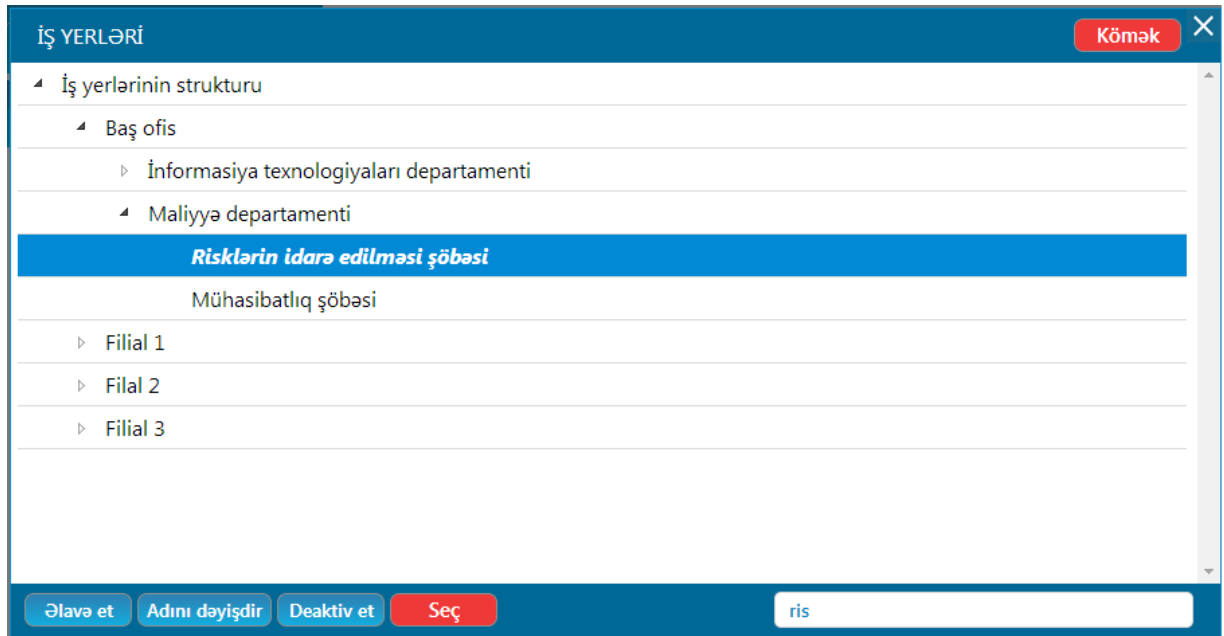 İŞ YERLƏRİ Kömək
İş yerlərinin strukturu
Baş ofis
İnformasiya texnologiyaları departamenti
Maliyyə departamenti
Risklərin idarə edilməsi şöbəsi
Mühasibatlıq şöbəsi
Filial 1
Filal 2
Filial 3
Əlavə et Adını dəyişdir Deaktiv et Seç ris